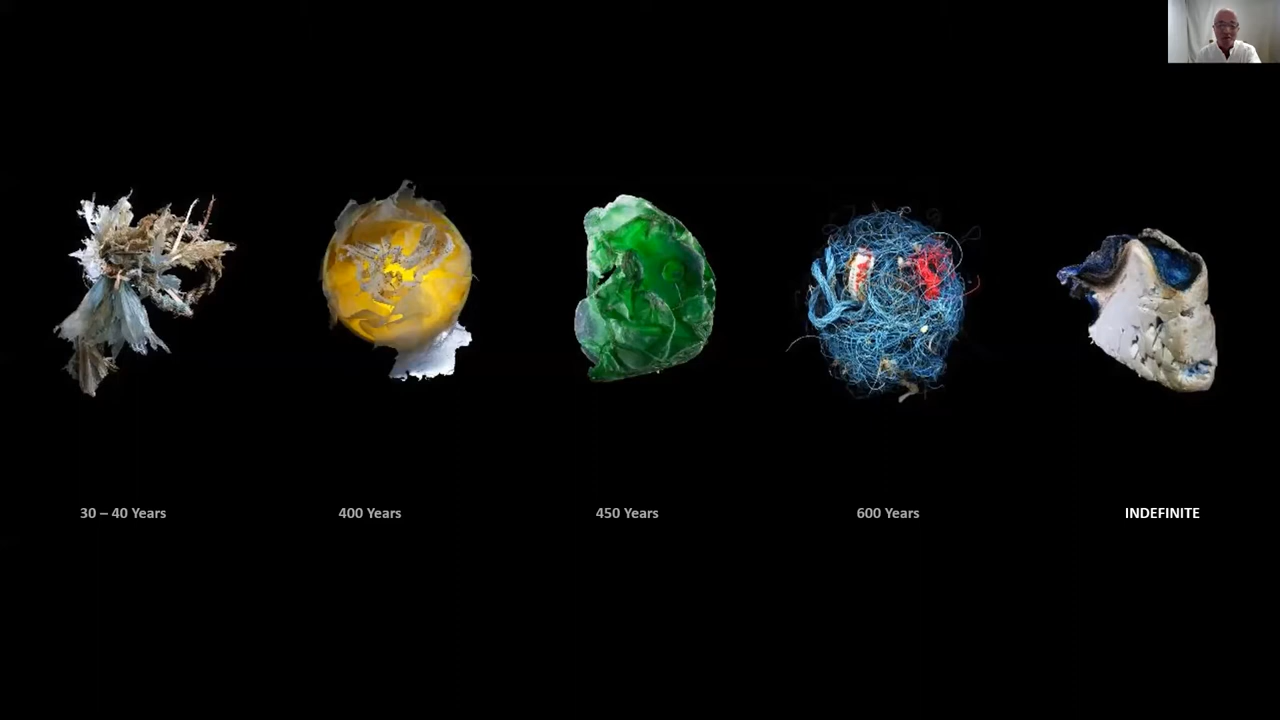 30 – 40 Years
400 Years
450 Years
600 Years
INDEFINITE